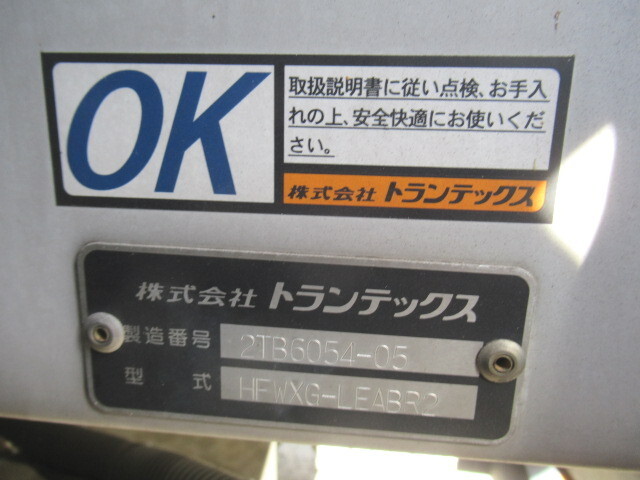 OK
取扱説明書に従い点検、お手入
れの上、安全快適にお使いくだ
さい。
株式会社 トランテックス
株式会社 トランテックス
製造番号 2TB6054-05
型式 HFWXG-LEABR2